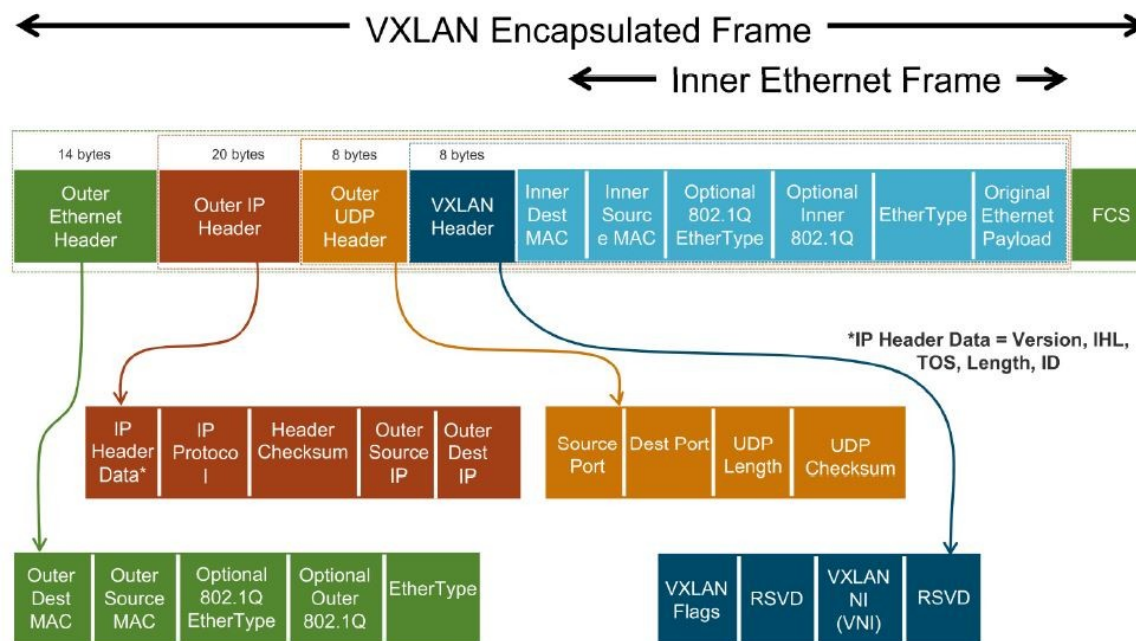 VXLAN Encapsulated Frame
Inner Ethernet Frame
14 bytes
20 bytes
8 bytes
8 bytes
Outer
Ethernet
Header
Outer IP
Header
Outer
UDP
Header
VXLAN
Header
Inner
Dest
MAC
Inner
Sourc
e MAC
Optional
802.1Q
EtherType
Optional
Inner
802.1Q
EtherType
Original
Ethernet
Payload
FCS
*IP Header Data = Version, IHL,
TOS, Length, ID
IP
Header
Data*
IP
Protoco
l
Header
Checksum
Outer
Source
IP
Outer
Dest
IP
Source
Port
Dest Port
UDP
Length
UDP
Checksum
Outer
Dest
MAC
Outer
Source
MAC
Optional
802.1Q
EtherType
Optional
Outer
802.1Q
EtherType
VXLAN
Flags
RSVD
VXLAN
NI
(VNI)
RSVD